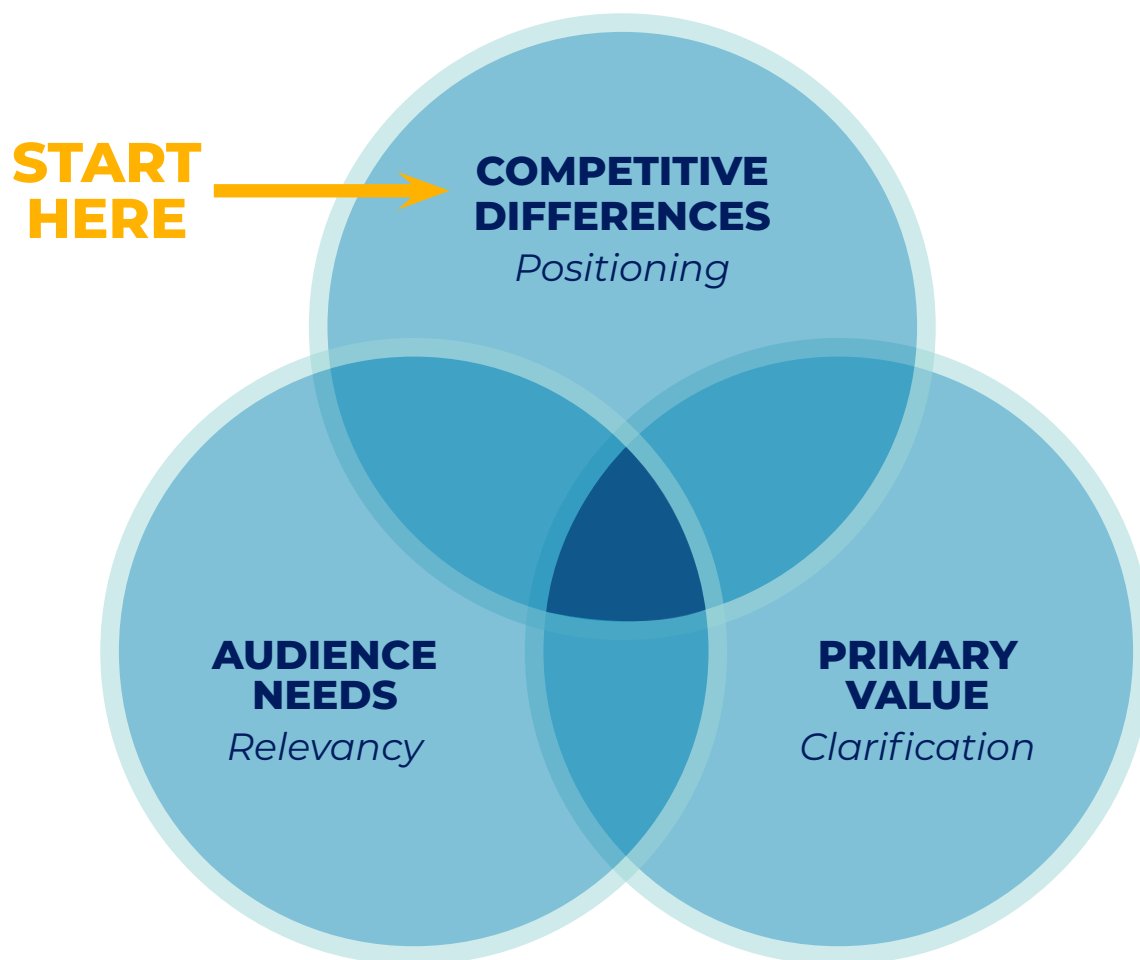 START
HERE
COMPETITIVE
DIFFERENCES
Positioning
AUDIENCE
NEEDS
Relevancy
PRIMARY
VALUE
Clarification